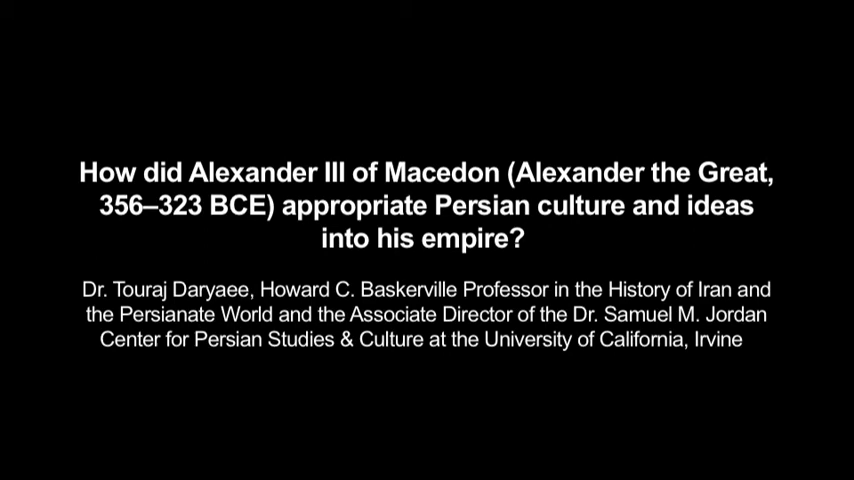 How did Alexander III of Macedon (Alexander the Great,
356–323 BCE) appropriate Persian culture and ideas
into his empire?
Dr. Touraj Daryaee, Howard C. Baskerville Professor in the History of Iran and
the Persianate World and the Associate Director of the Dr. Samuel M. Jordan
Center for Persian Studies & Culture at the University of California, Irvine